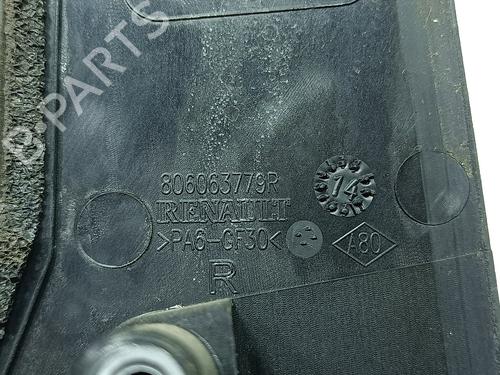 B-PARTS
806063779R
RENAULT
>PA6-GF30<
A80
R
14